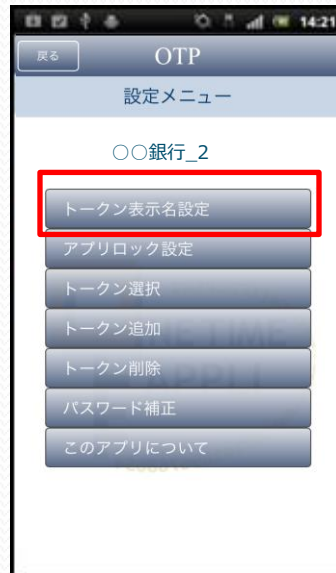 14:21
戻る OTP
設定メニュー
○○銀行_2
トークン表示名設定
アプリロック設定
トークン選択
トークン追加
トークン削除
パスワード補正
このアプリについて